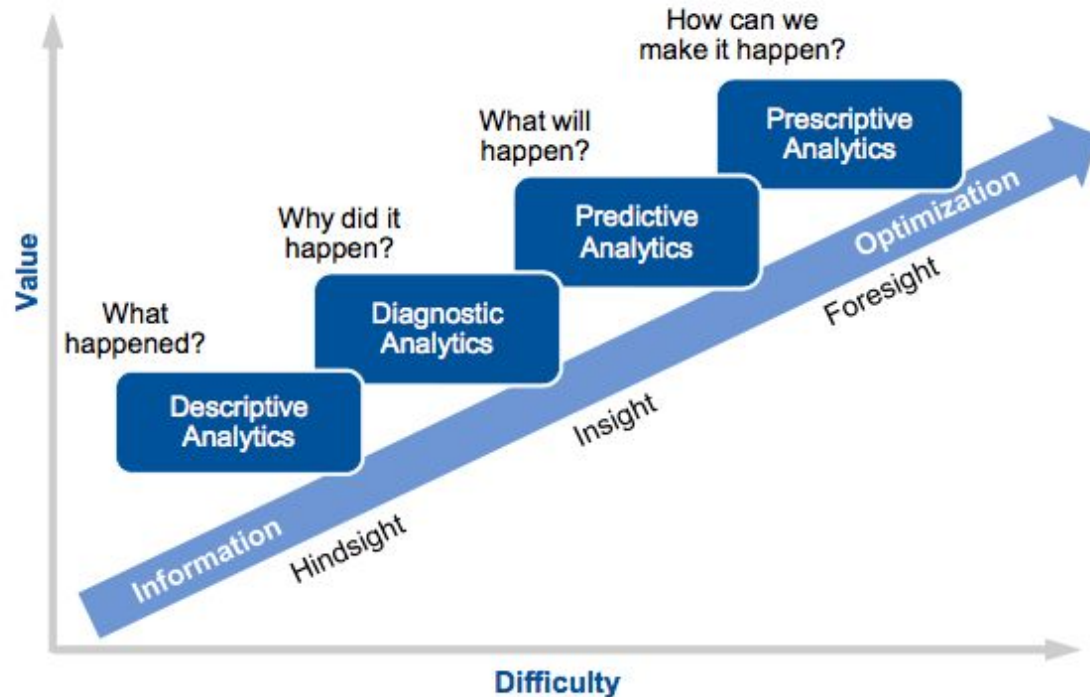 How can we
make it happen?
Prescriptive
Analytics
What will
happen?
Predictive
Analytics
Why did it
happen?
Diagnostic
Analytics
What
happened?
Descriptive
Analytics
Value
Information
Optimization
Hindsight
Insight
Foresight
Difficulty